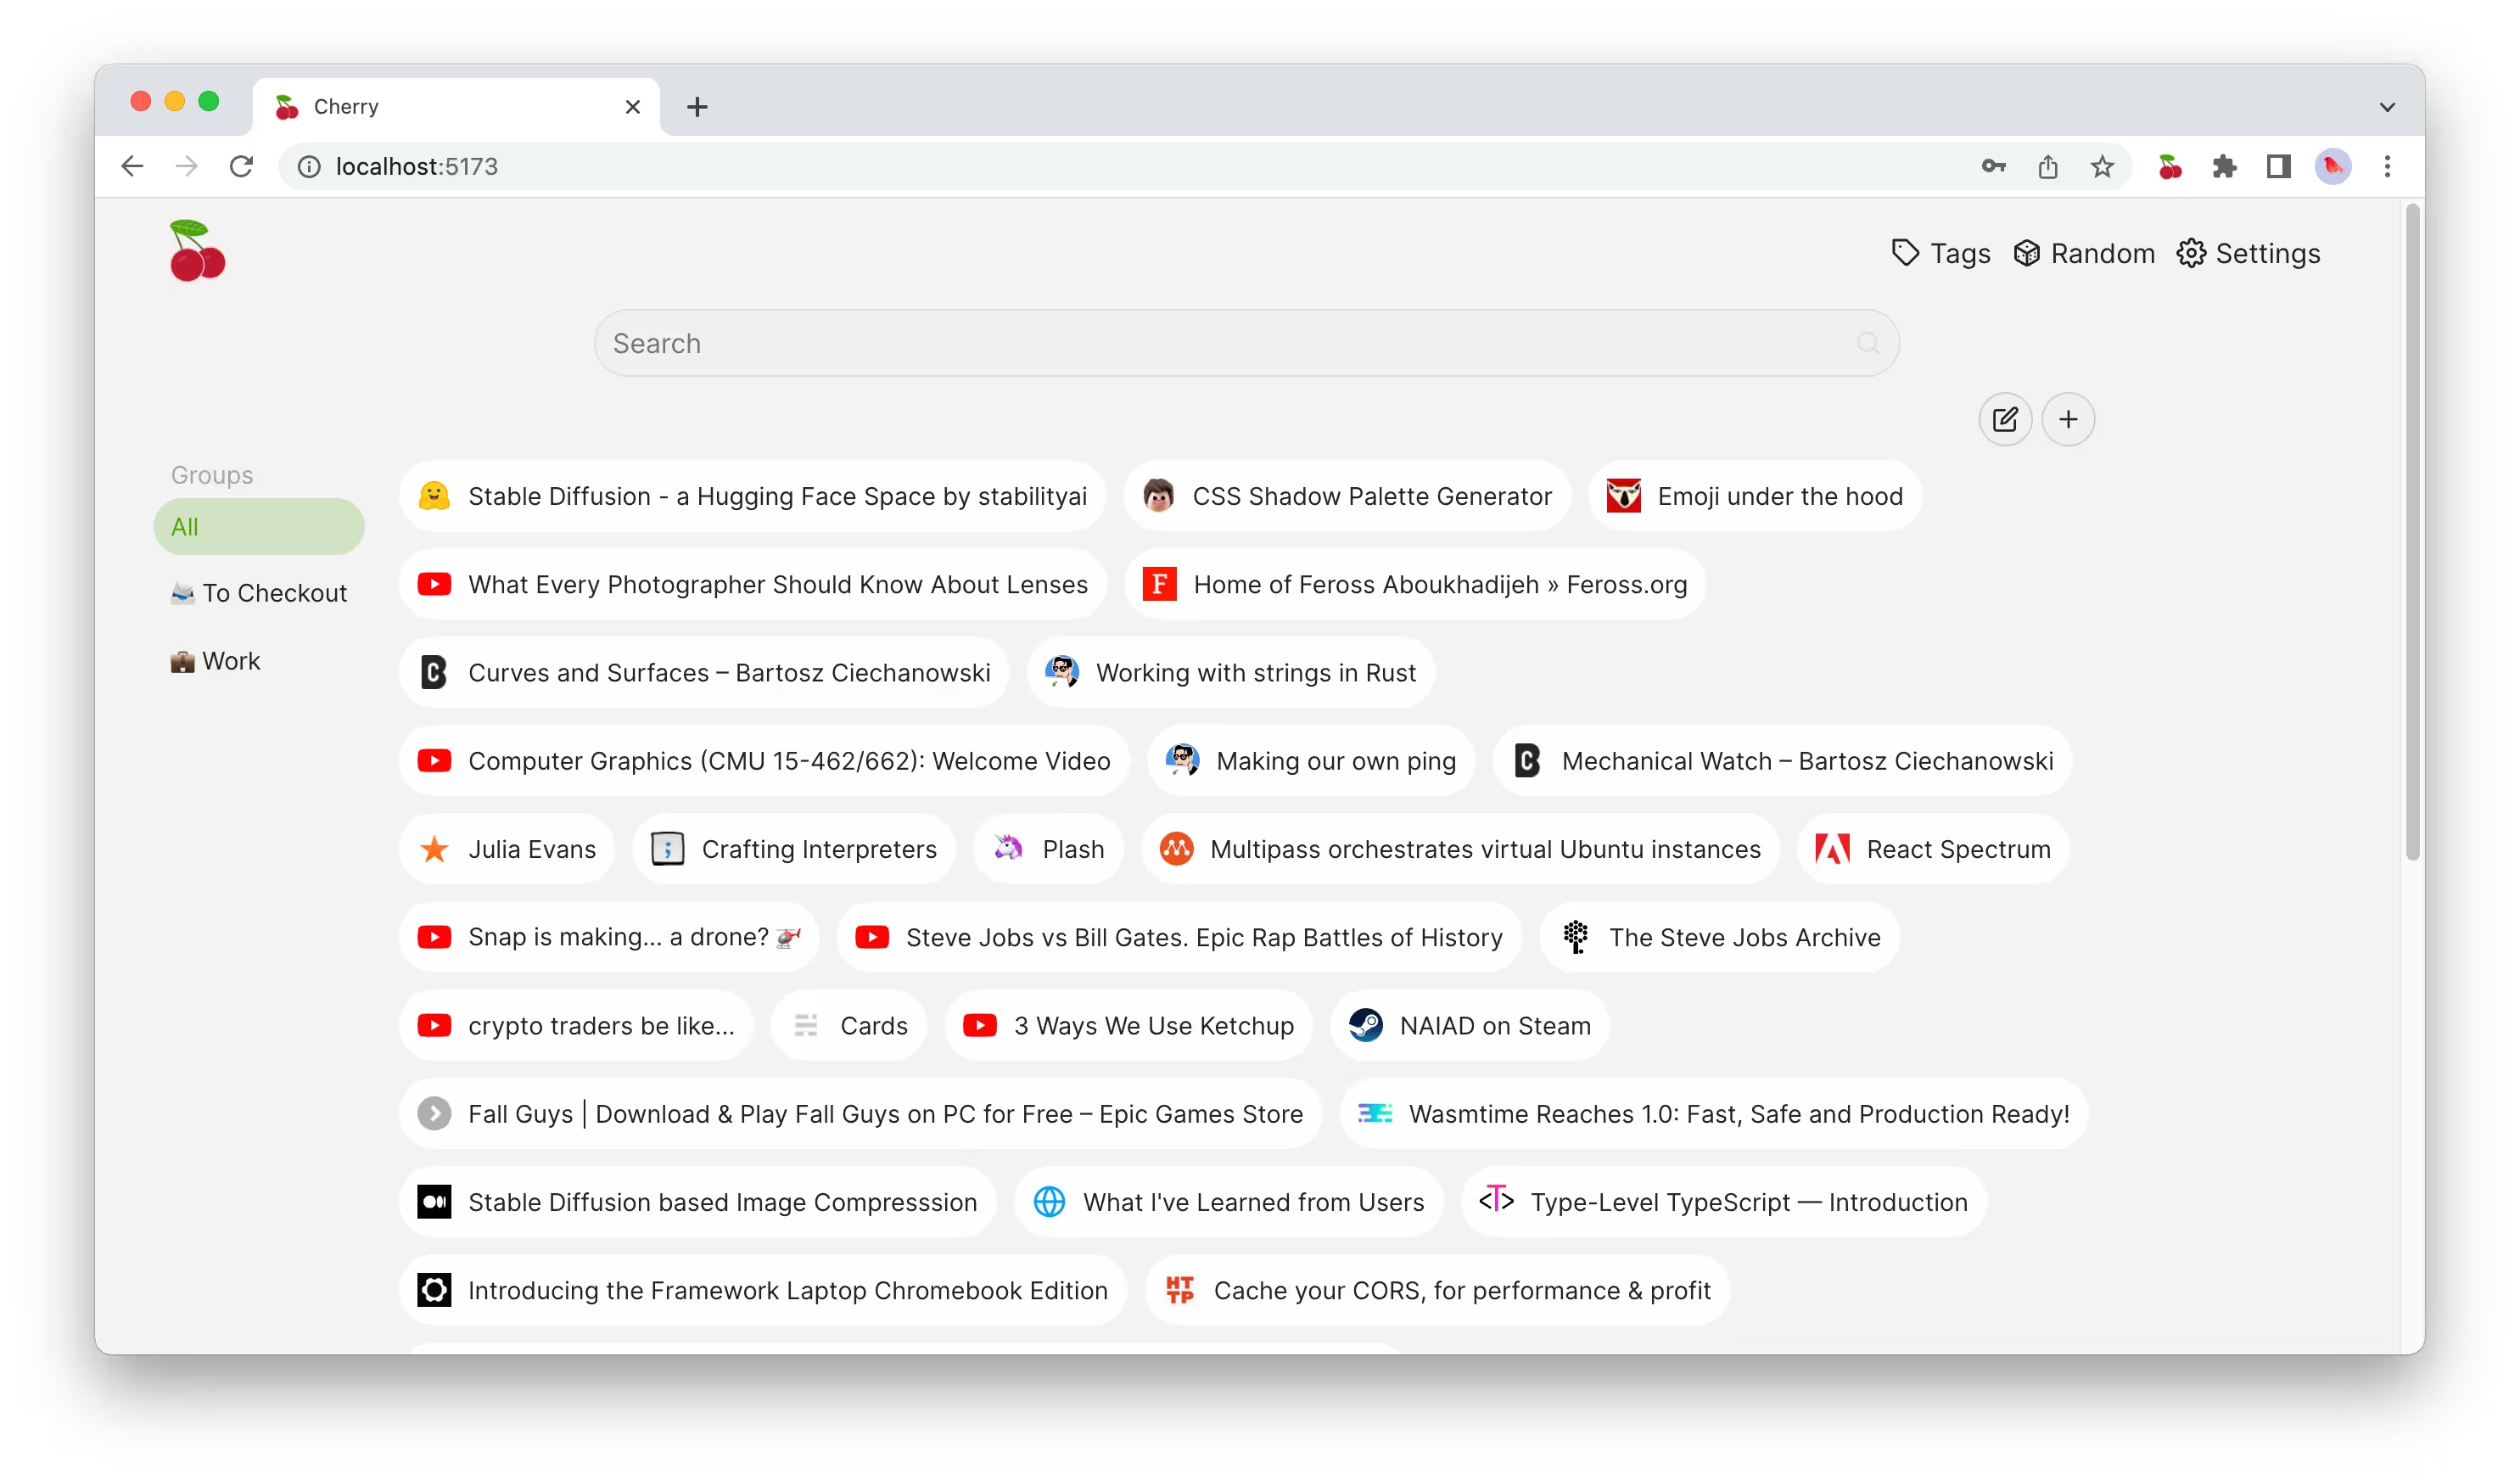 Cherry
localhost:5173
Tags Random Settings
Search
Groups
All
To Checkout
Work
Stable Diffusion - a Hugging Face Space by stabilityai
CSS Shadow Palette Generator
Emoji under the hood
What Every Photographer Should Know About Lenses
Home of Feross Aboukhadijeh » Feross.org
Curves and Surfaces – Bartosz Ciechanowski
Working with strings in Rust
Computer Graphics (CMU 15-462/662): Welcome Video
Making our own ping
Mechanical Watch – Bartosz Ciechanowski
Julia Evans
Crafting Interpreters
Plash
Multipass orchestrates virtual Ubuntu instances
React Spectrum
Snap is making... a drone? 🚁
Steve Jobs vs Bill Gates. Epic Rap Battles of History
The Steve Jobs Archive
crypto traders be like...
Cards
3 Ways We Use Ketchup
NAIAD on Steam
Fall Guys | Download & Play Fall Guys on PC for Free – Epic Games Store
Wasmtime Reaches 1.0: Fast, Safe and Production Ready!
Stable Diffusion based Image Compresssion
What I've Learned from Users
Type-Level TypeScript — Introduction
Introducing the Framework Laptop Chromebook Edition
HTTP
Cache your CORS, for performance & profit